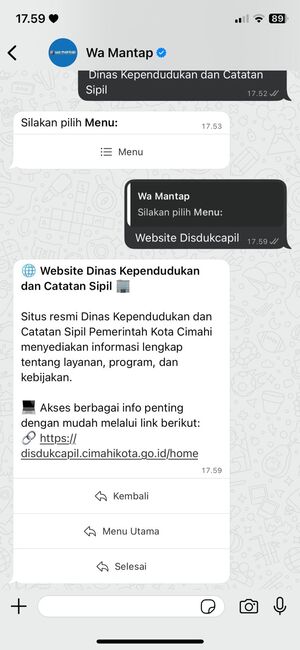 17.59
89
Wa Mantap
Dinas Kependudukan dan Catatan
Sipil
17.52
Silakan pilih Menu:
17.53
Menu
Wa Mantap
Silakan pilih Menu:
Website Disdukcapil
17.59
Website Dinas Kependudukan
dan Catatan Sipil
Situs resmi Dinas Kependudukan dan
Catatan Sipil Pemerintah Kota Cimahi
menyediakan informasi lengkap
tentang layanan, program, dan
kebijakan.
Akses berbagai info penting
dengan mudah melalui link berikut:
https://
disdukcapil.cimahikota.go.id/home
17.59
Kembali
Menu Utama
Selesai